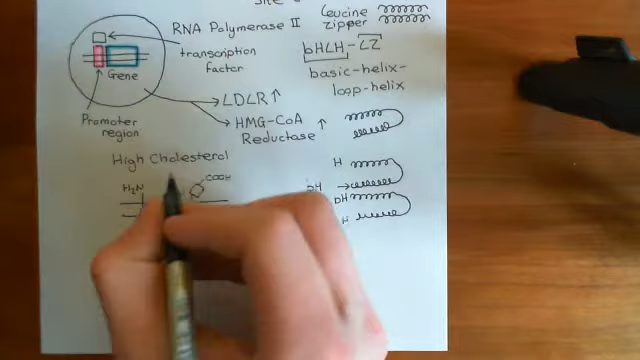 RNA Polymerase II
transcription
factor
Gene
Promoter
region
LDLR ↑
HMG-CoA
Reductase ↑
High Cholesterol
H₂N
COOH
Leucine
zipper
bHLH-LZ
basic-helix-
loop-helix
H
bH
H